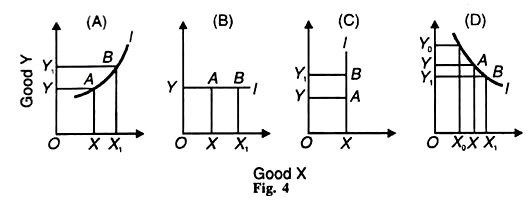 (A) (B) (C) (D)
Good Y
Y₁ B I
Y A
O X X₁
Y A B I
O X X₁
I
Y₁ B
Y A
O X
Y₀
Y A
Y₁ B I
O X₀ X X₁
Good X
Fig. 4